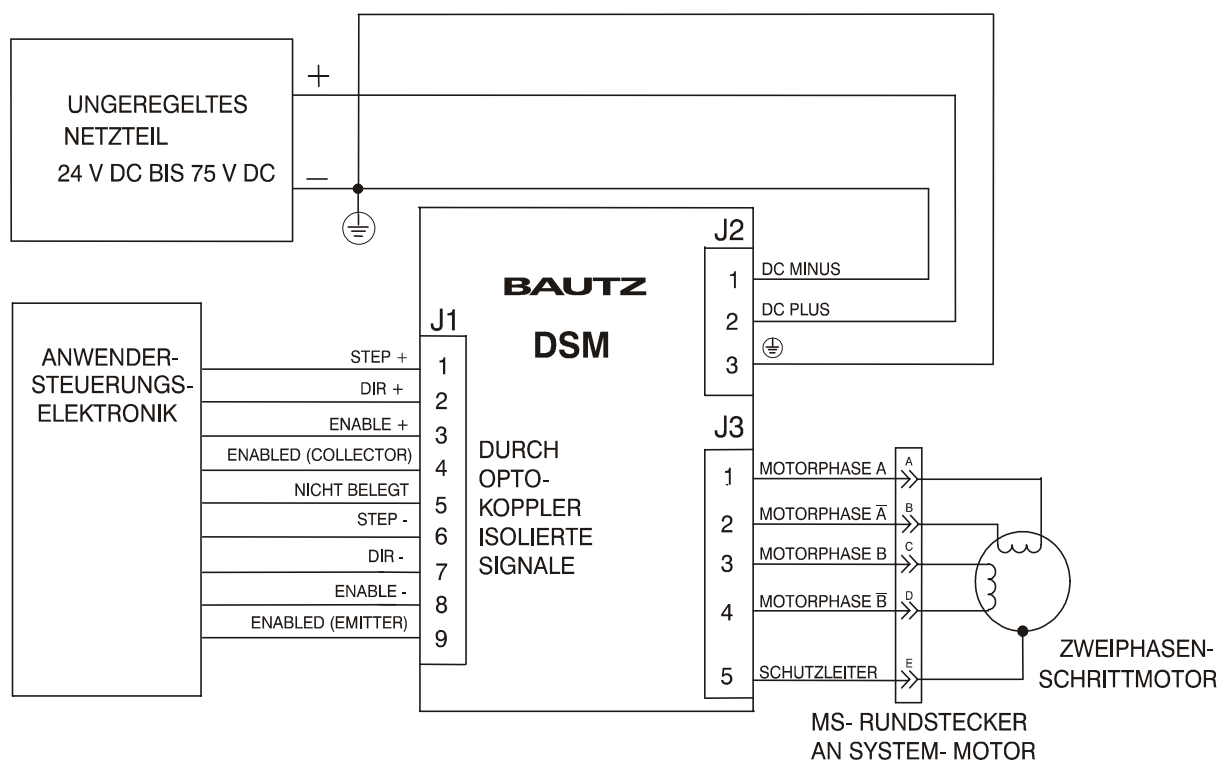 UNGEREGELTES
NETZTEIL
24 V DC BIS 75 V DC
+
—
BAUTZ
DSM
J2
1 DC MINUS
2 DC PLUS
3
ANWENDER-
STEUERUNGS-
ELEKTRONIK
J1
STEP + 1
DIR + 2
ENABLE + 3
ENABLED (COLLECTOR) 4
NICHT BELEGT 5
STEP - 6
DIR - 7
ENABLE - 8
ENABLED (EMITTER) 9
DURCH
OPTO-
KOPPLER
ISOLIERTE
SIGNALE
J3
1 MOTORPHASE A A
2 MOTORPHASE A̅ B
3 MOTORPHASE B C
4 MOTORPHASE B̅ D
5 SCHUTZLEITER E
ZWEIPHASEN-
SCHRITTMOTOR
MS- RUNDSTECKER
AN SYSTEM- MOTOR